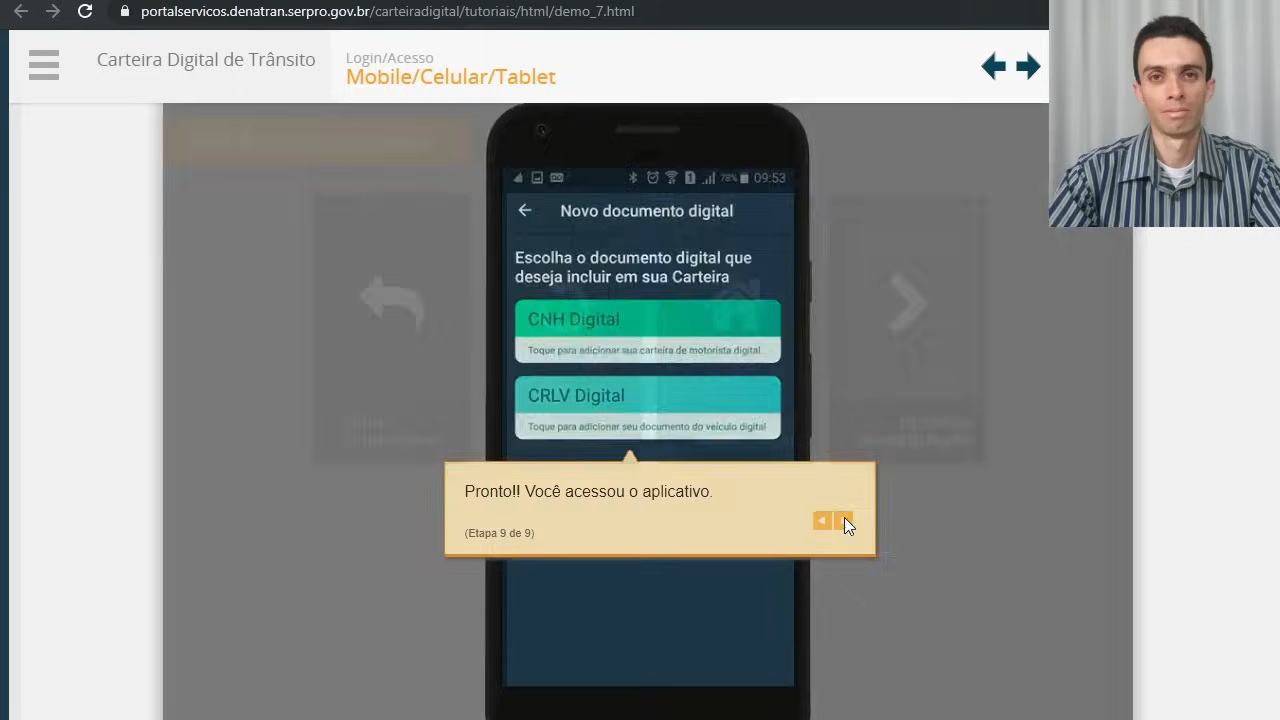 portalservicos.denatran.serpro.gov.br/carteiradigital/tutoriais/html/demo_7.html
Carteira Digital de Trânsito
Login/Acesso
Mobile/Celular/Tablet
1
78%
09:53
Novo documento digital
Escolha o documento digital que
deseja incluir em sua Carteira
CNH Digital
Toque para adicionar sua carteira de motorista digital
CRLV Digital
Toque para adicionar seu documento do veículo digital
Pronto!! Você acessou o aplicativo.
(Etapa 9 de 9)